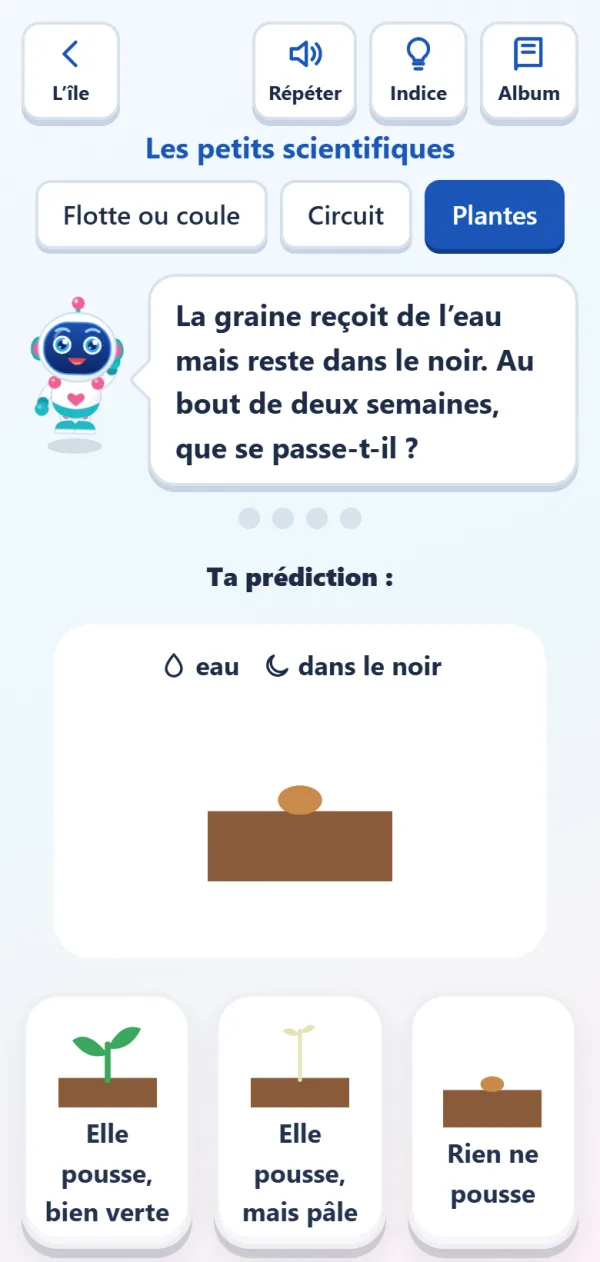 L'île
Répéter
Indice
Album
Les petits scientifiques
Flotte ou coule
Circuit
Plantes
La graine reçoit de l'eau
mais reste dans le noir. Au
bout de deux semaines,
que se passe-t-il ?
Ta prédiction :
eau
dans le noir
Elle
pousse,
bien verte
Elle
pousse,
mais pâle
Rien ne
pousse